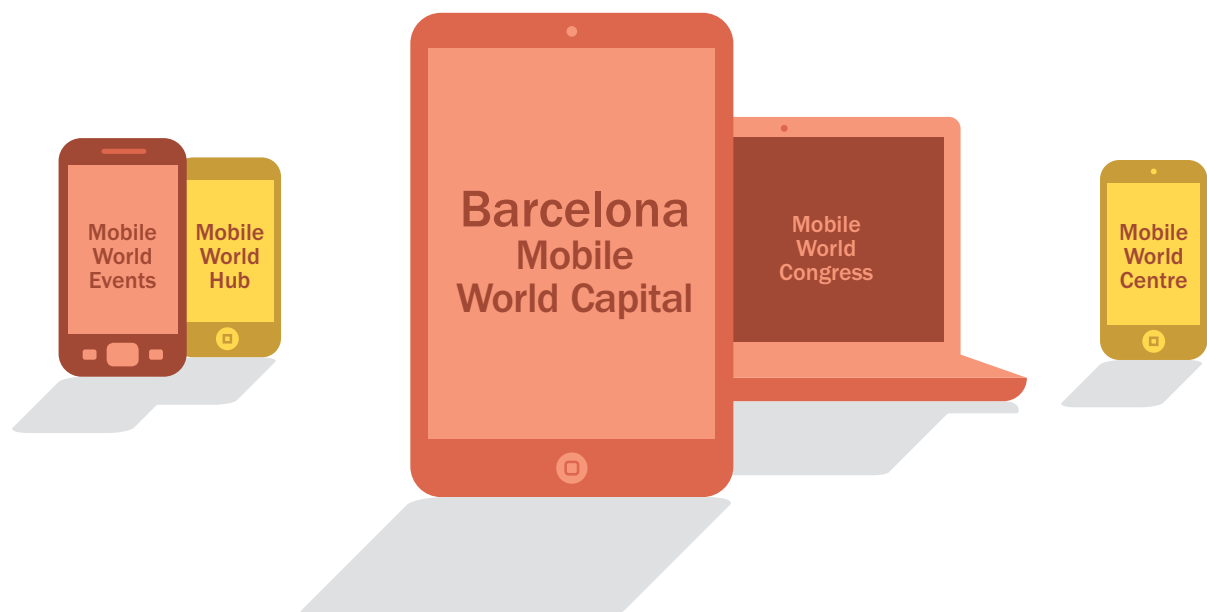 Mobile
World
Events
Mobile
World
Hub
Barcelona
Mobile
World Capital
Mobile
World
Congress
Mobile
World
Centre